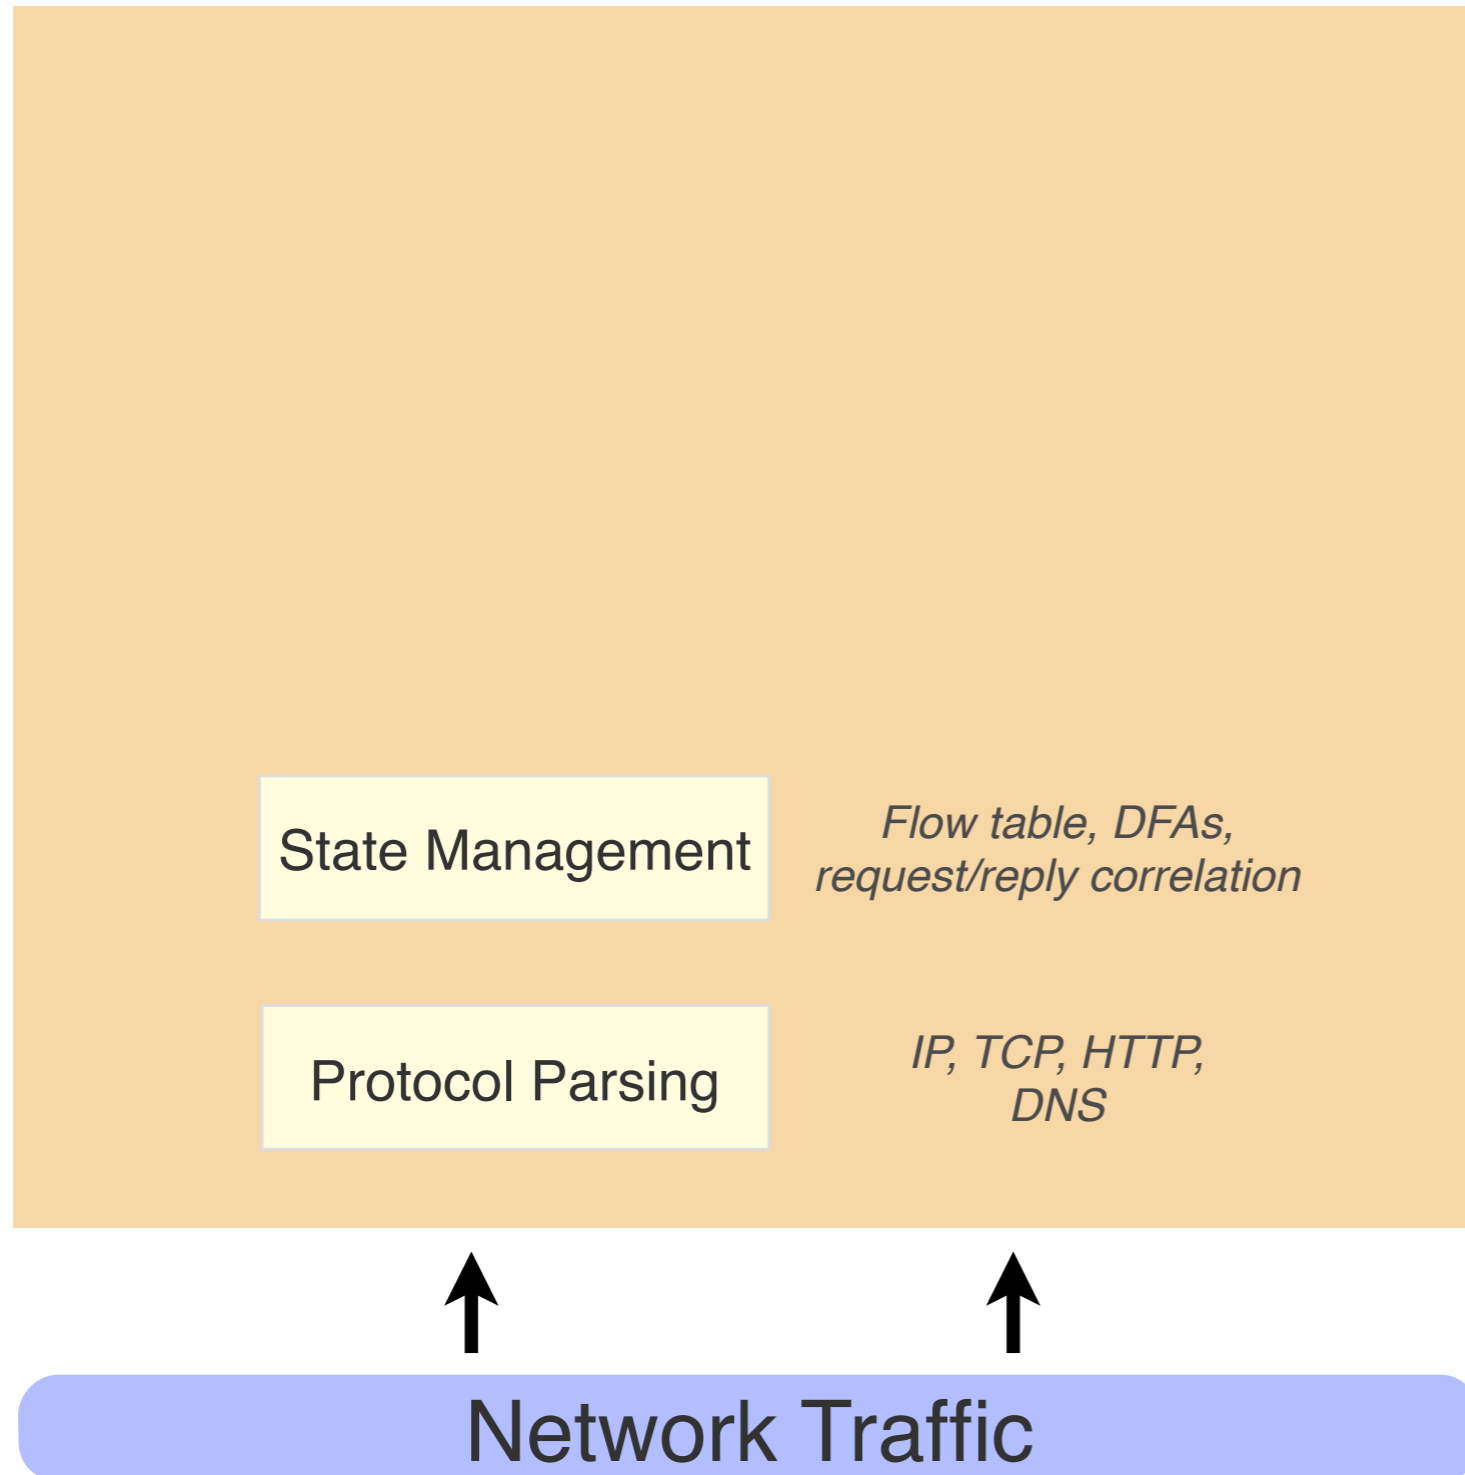 State Management
Flow table, DFAs,
request/reply correlation
Protocol Parsing
IP, TCP, HTTP,
DNS
Network Traffic